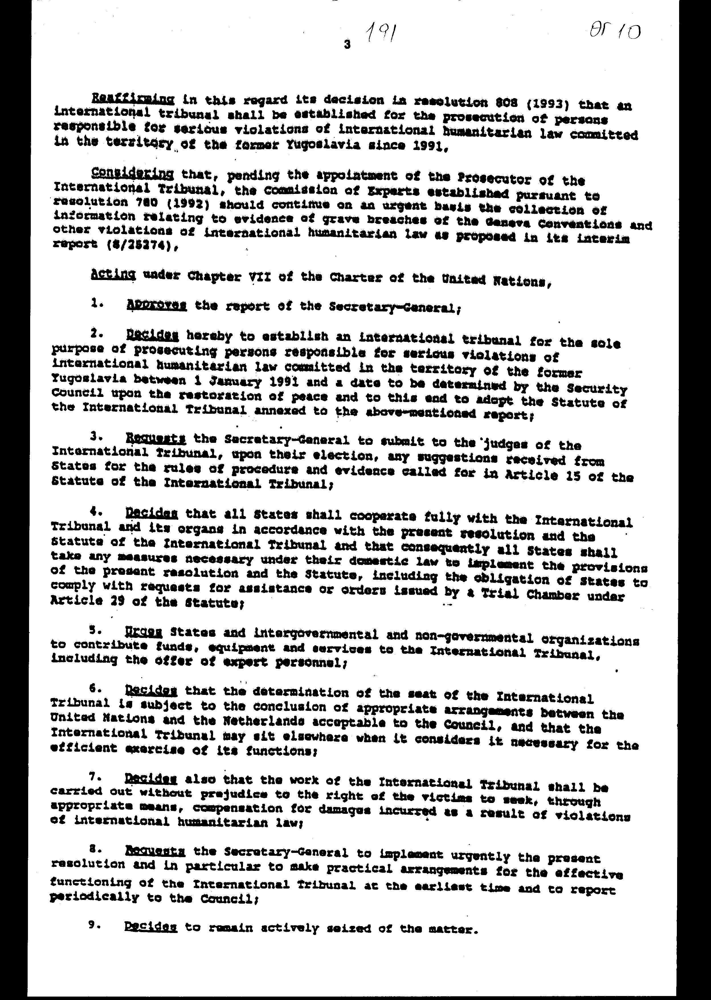 191
3
10
Reaffirming in this regard its decision in resolution 808 (1993) that an
international tribunal shall be established for the prosecution of persons
responsible for serious violations of international humanitarian law committed
in the territory of the former Yugoslavia since 1991,
Considering that, pending the appointment of the Prosecutor of the
International Tribunal, the Commission of Experts established pursuant to
resolution 780 (1992) should continue on an urgent basis the collection of
information relating to evidence of grave breaches of the Geneva Conventions and
other violations of international humanitarian law as proposed in its interim
report (S/25274),
Acting under Chapter VII of the Charter of the United Nations,
1. Approves the report of the Secretary-General;
2. Decides hereby to establish an international tribunal for the sole
purpose of prosecuting persons responsible for serious violations of
international humanitarian law committed in the territory of the former
Yugoslavia between 1 January 1991 and a date to be determined by the Security
Council upon the restoration of peace and to this end to adopt the Statute of
the International Tribunal annexed to the above-mentioned report;
3. Requests the Secretary-General to submit to the judges of the
International Tribunal, upon their election, any suggestions received from
States for the rules of procedure and evidence called for in Article 15 of the
Statute of the International Tribunal;
4. Decides that all States shall cooperate fully with the International
Tribunal and its organs in accordance with the present resolution and the
Statute of the International Tribunal and that consequently all States shall
take any measures necessary under their domestic law to implement the provisions
of the present resolution and the Statute, including the obligation of States to
comply with requests for assistance or orders issued by a Trial Chamber under
Article 29 of the Statute;
5. Urges States and intergovernmental and non-governmental organizations
to contribute funds, equipment and services to the International Tribunal,
including the offer of expert personnel;
6. Decides that the determination of the seat of the International
Tribunal is subject to the conclusion of appropriate arrangements between the
United Nations and the Netherlands acceptable to the Council, and that the
International Tribunal may sit elsewhere when it considers it necessary for the
efficient exercise of its functions;
7. Decides also that the work of the International Tribunal shall be
carried out without prejudice to the right of the victims to seek, through
appropriate means, compensation for damages incurred as a result of violations
of international humanitarian law;
8. Requests the Secretary-General to implement urgently the present
resolution and in particular to make practical arrangements for the effective
functioning of the International Tribunal at the earliest time and to report
periodically to the Council;
9. Decides to remain actively seized of the matter.